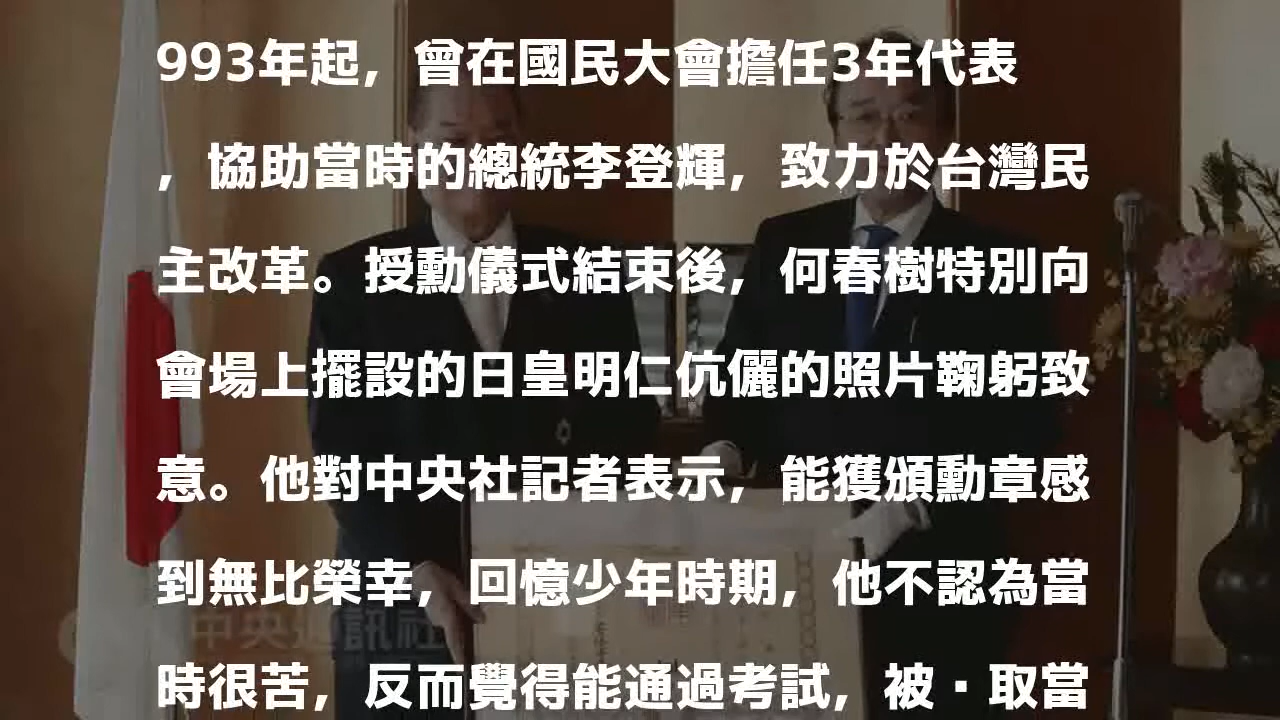 993年起，曾在國民大會擔任3年代表
，協助當時的總統李登輝，致力於台灣民
主改革。授勳儀式結束後，何春樹特別向
會場上擺設的日皇明仁伉儷的照片鞠躬致
意。他對中央社記者表示，能獲頒勳章感
到無比榮幸，回憶少年時期，他不認為當
中央通訊社
時很苦，反而覺得能通過考試，被▪取當